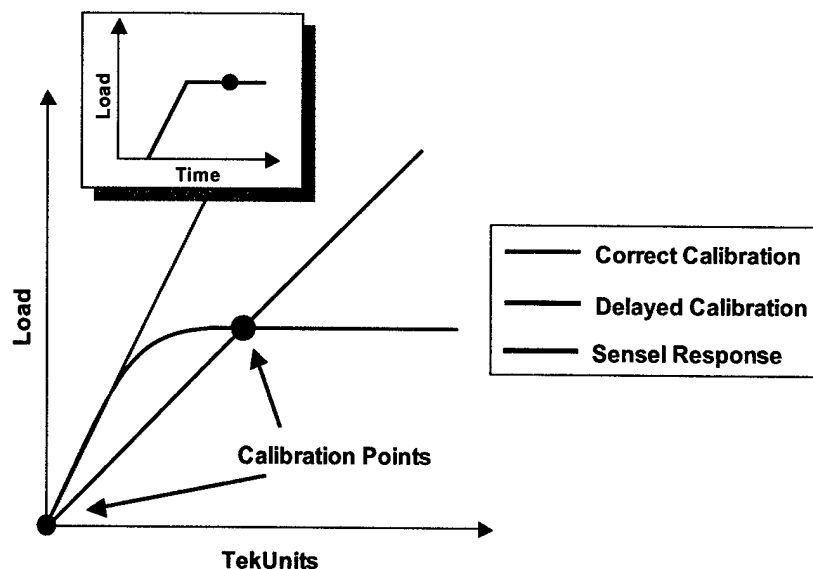 Load
Time
Load
Correct Calibration
Delayed Calibration
Sensel Response
Calibration Points
TekUnits